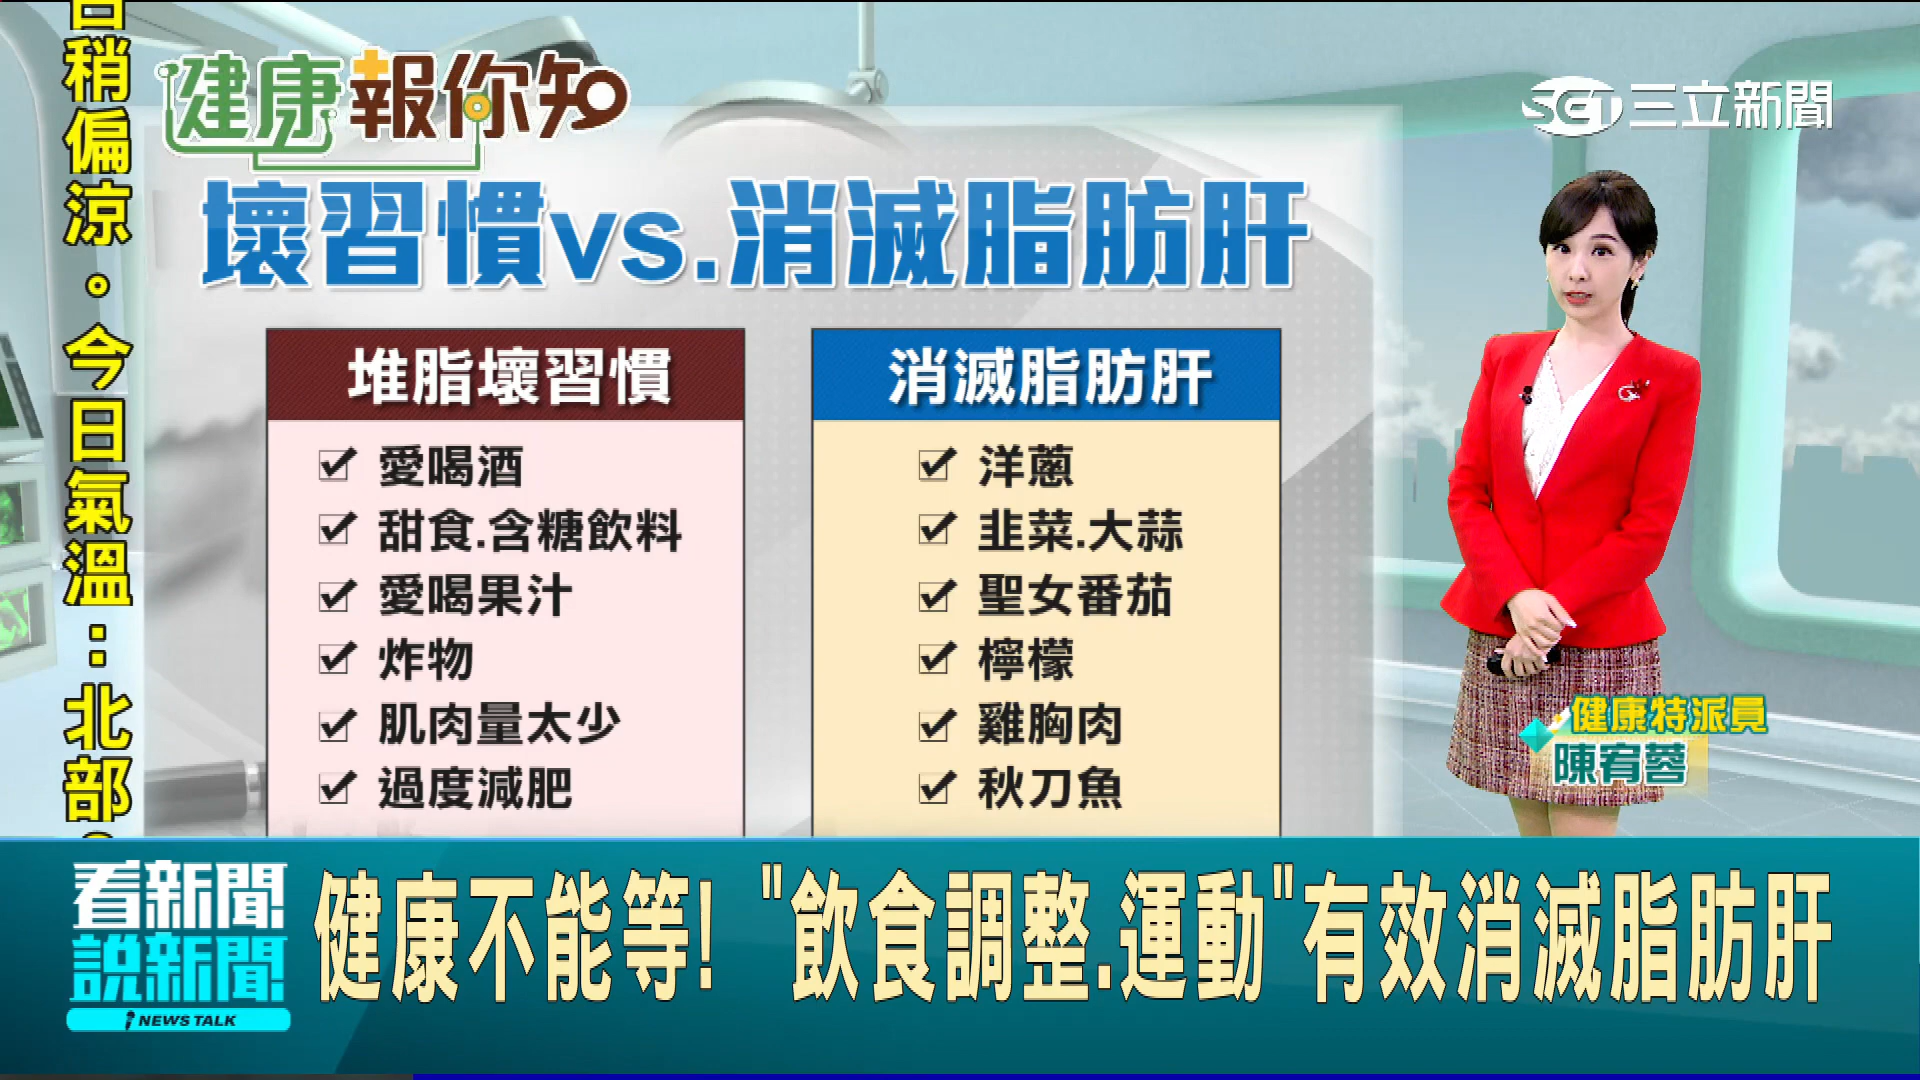 健康報你知
SET三立新聞
壞習慣vs.消滅脂肪肝
堆脂壞習慣
愛喝酒
甜食.含糖飲料
愛喝果汁
炸物
肌肉量太少
過度減肥
消滅脂肪肝
洋蔥
韭菜.大蒜
聖女番茄
檸檬
雞胸肉
秋刀魚
稍偏涼。今日氣溫：北部
健康特派員
陳宥蓉
看新聞
說新聞
NEWS TALK
健康不能等! "飲食調整.運動"有效消滅脂肪肝